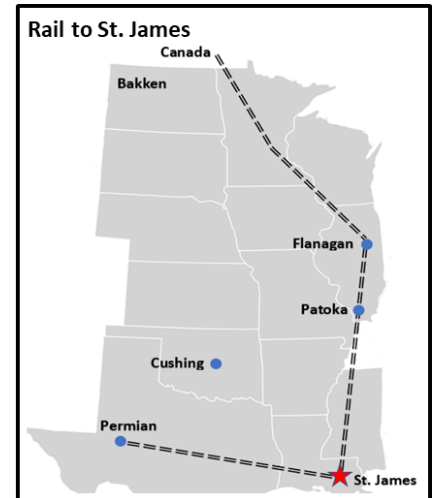 Rail to St. James
Canada
Bakken
Flanagan
Patoka
Cushing
Permian
St. James